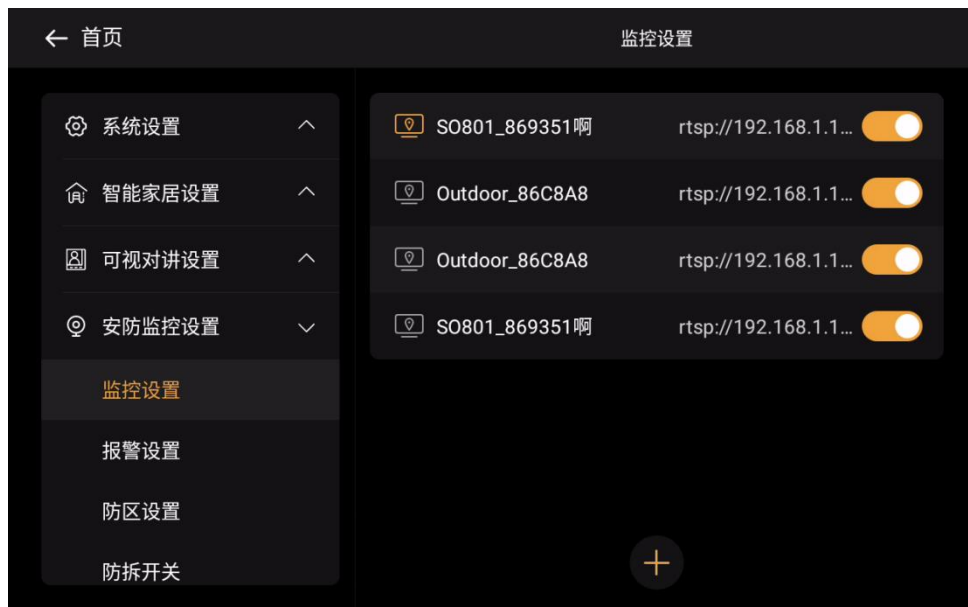 首页
监控设置
系统设置
智能家居设置
可视对讲设置
安防监控设置
监控设置
报警设置
防区设置
防拆开关
SO801_869351啊 rtsp://192.168.1.1...
Outdoor_86C8A8 rtsp://192.168.1.1...
Outdoor_86C8A8 rtsp://192.168.1.1...
SO801_869351啊 rtsp://192.168.1.1...